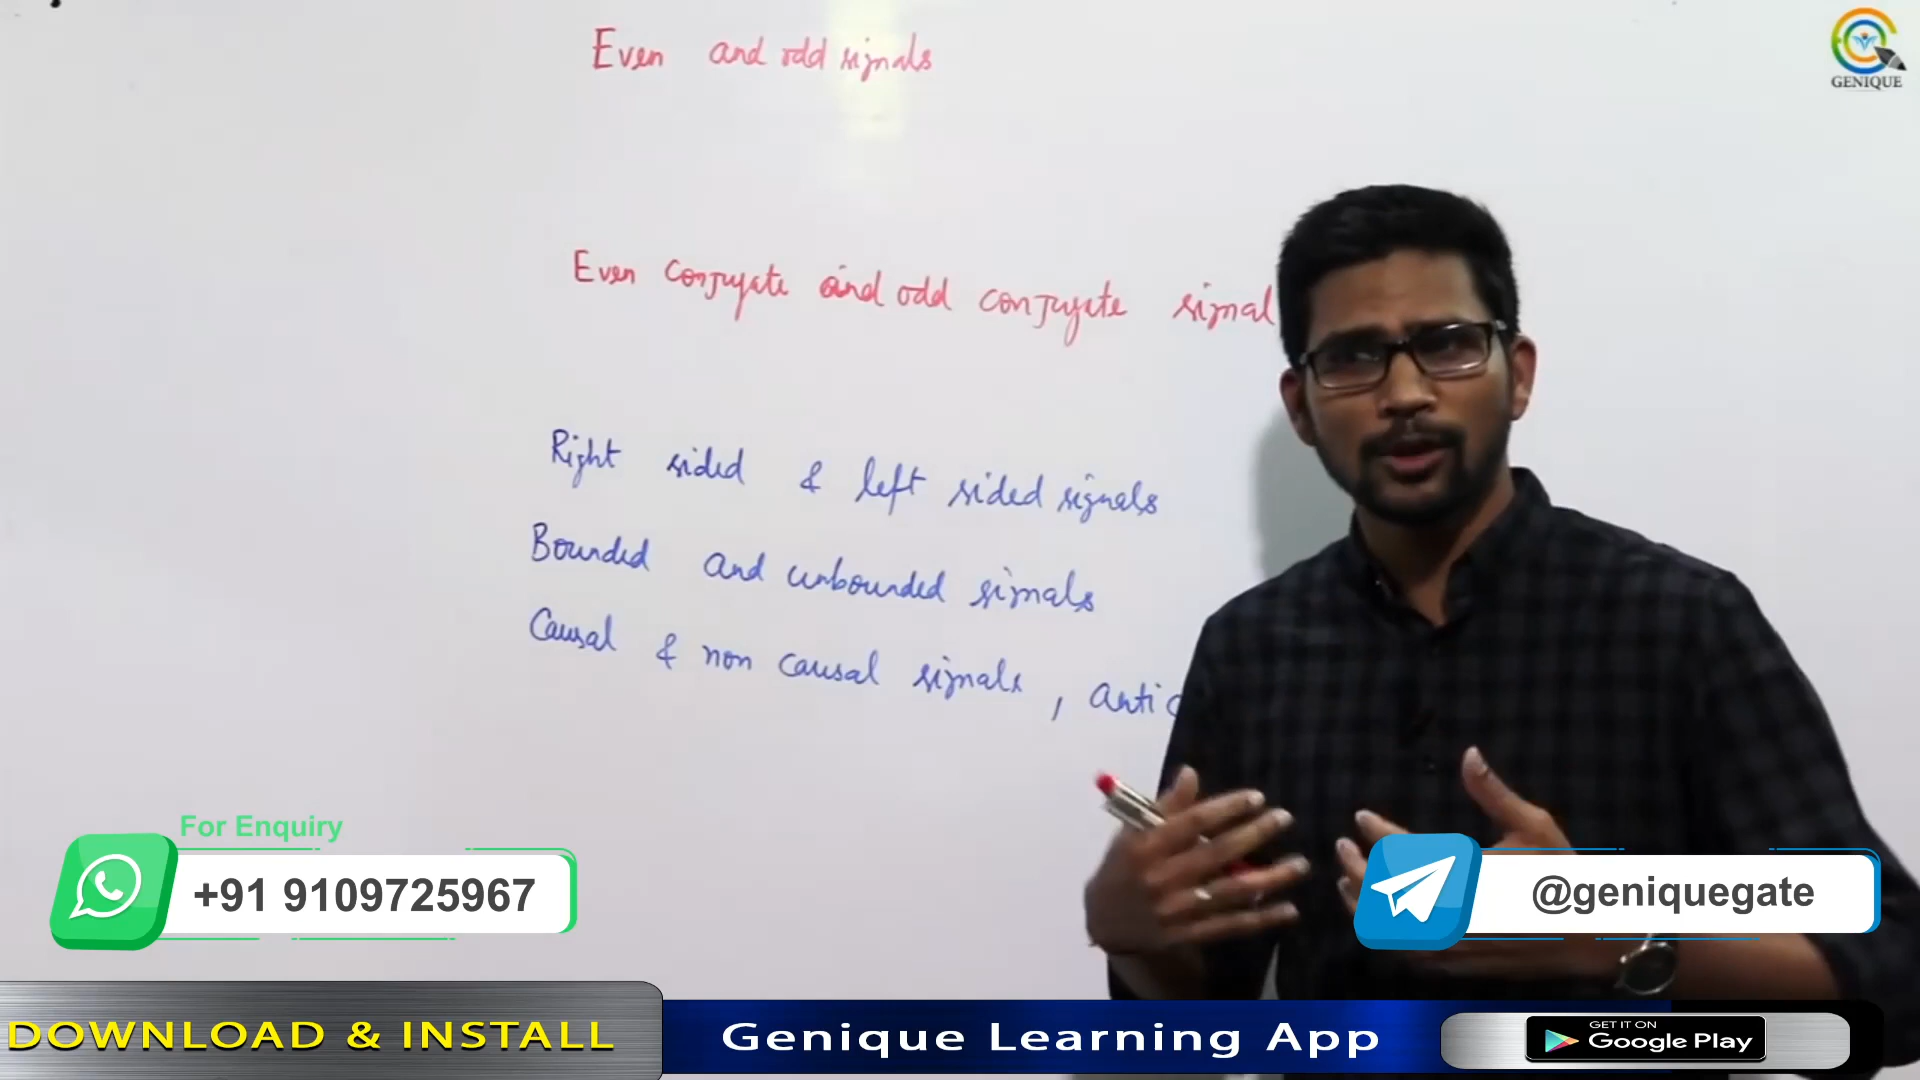 Even and odd signals
GENIQUE
Even conjugate and odd conjugate signal
Right sided & left sided signals
Bounded and unbounded signals
Causal & non causal signals, anti c
For Enquiry
+91 9109725967
@geniquegate
DOWNLOAD & INSTALL
Genique Learning App
GET IT ON
Google Play